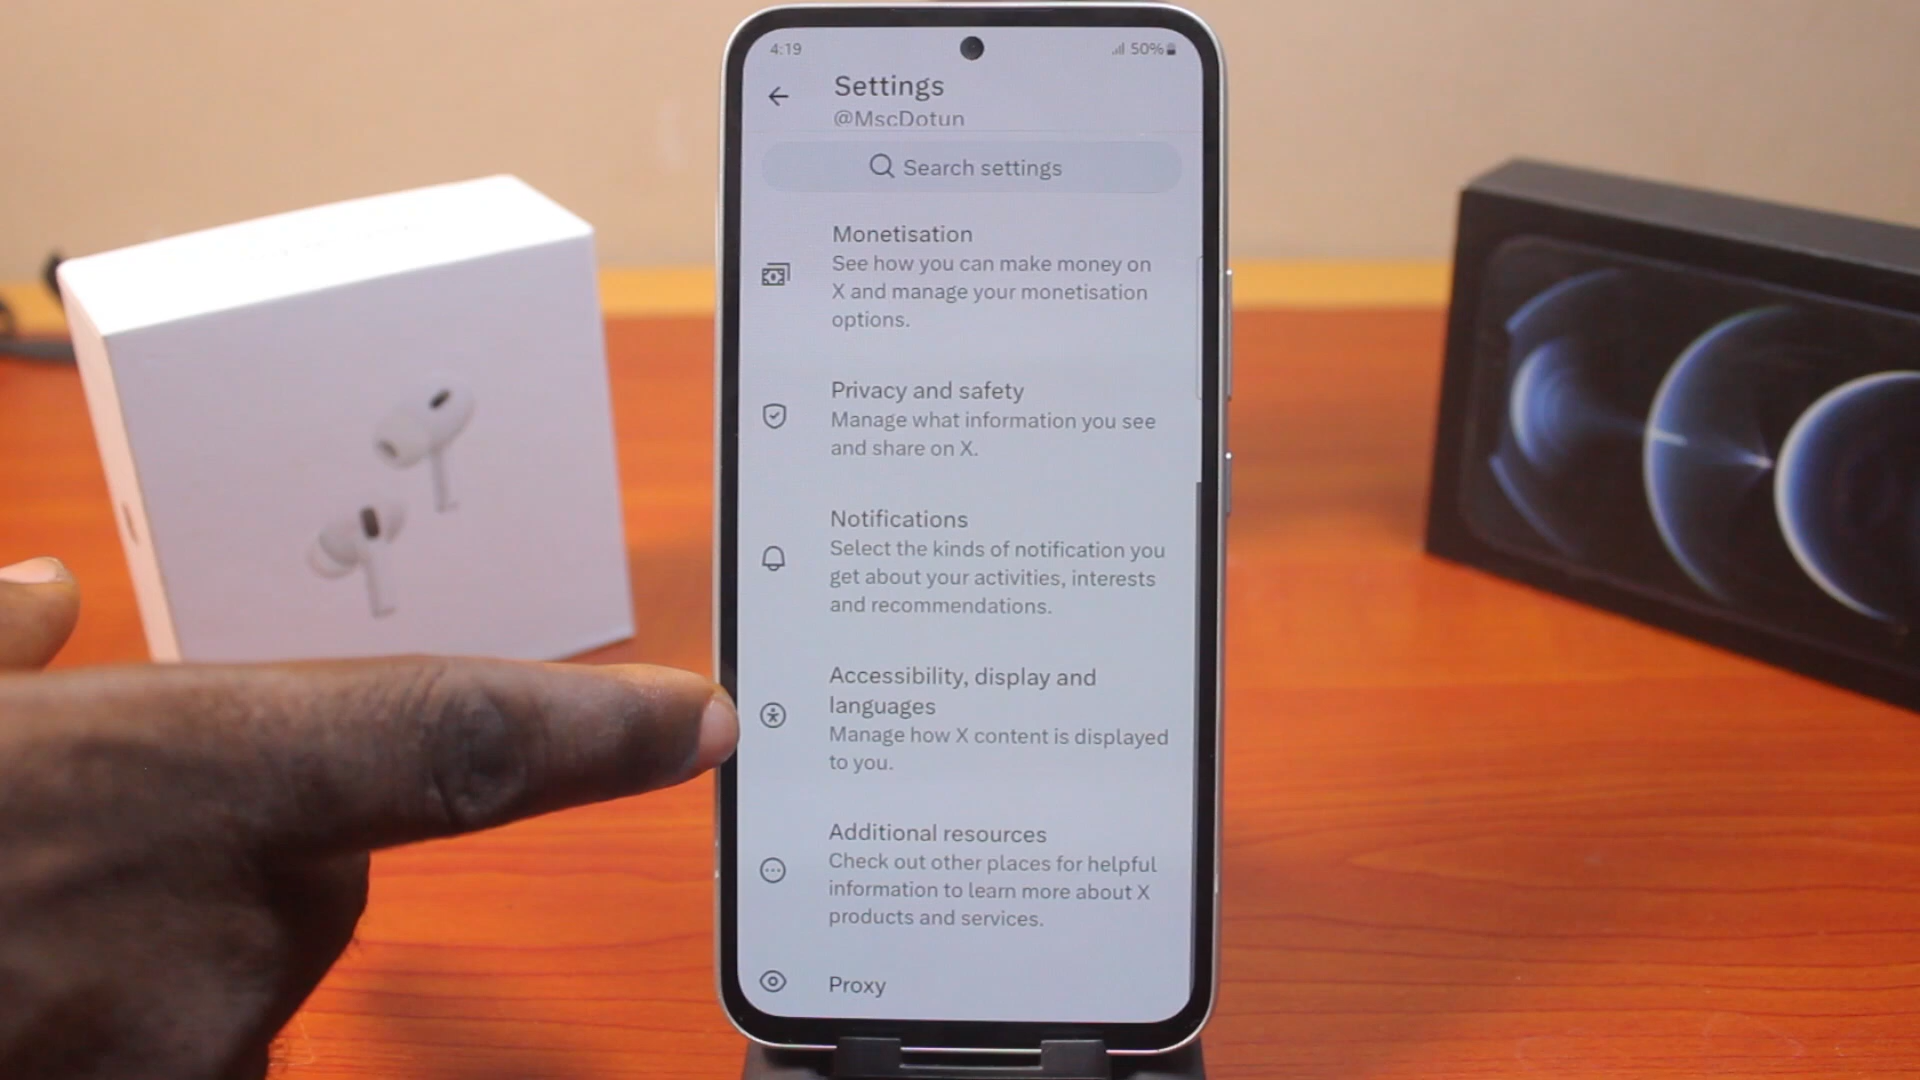 4:19
50%
Settings
@MscDotun
Search settings
Monetisation
See how you can make money on
X and manage your monetisation
options.
Privacy and safety
Manage what information you see
and share on X.
Notifications
Select the kinds of notification you
get about your activities, interests
and recommendations.
Accessibility, display and
languages
Manage how X content is displayed
to you.
Additional resources
Check out other places for helpful
information to learn more about X
products and services.
Proxy